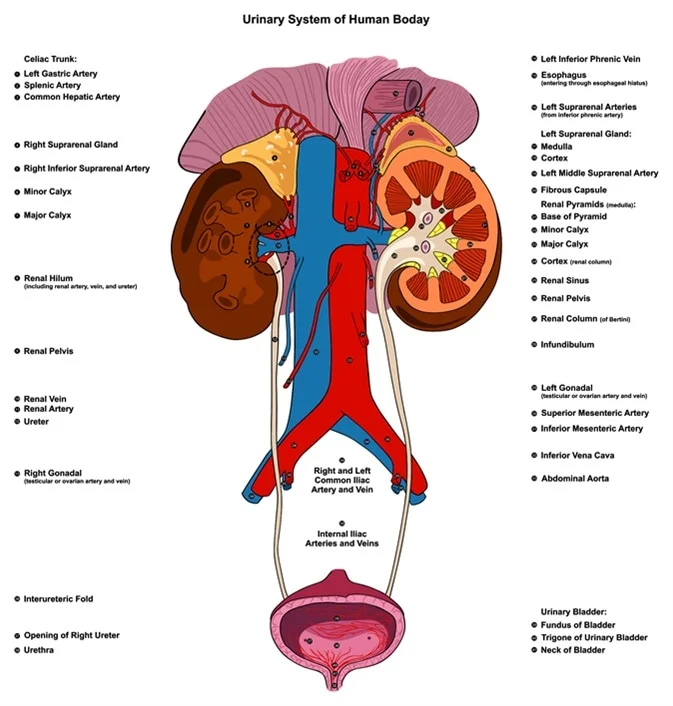 Urinary System of Human Boday
Celiac Trunk:
Left Gastric Artery
Splenic Artery
Common Hepatic Artery
Right Suprarenal Gland
Right Inferior Suprarenal Artery
Minor Calyx
Major Calyx
Renal Hilum
(including renal artery, vein, and ureter)
Renal Pelvis
Renal Vein
Renal Artery
Ureter
Right Gonadal
(testicular or ovarian artery and vein)
Interureteric Fold
Opening of Right Ureter
Urethra
Right and Left
Common Iliac
Artery and Vein
Internal Iliac
Arteries and Veins
Left Inferior Phrenic Vein
Esophagus
(entering through esophageal hiatus)
Left Suprarenal Arteries
(from inferior phrenic artery)
Left Suprarenal Gland:
Medulla
Cortex
Left Middle Suprarenal Artery
Fibrous Capsule
Renal Pyramids (medulla):
Base of Pyramid
Minor Calyx
Major Calyx
Cortex (renal column)
Renal Sinus
Renal Pelvis
Renal Column (of Bertini)
Infundibulum
Left Gonadal
(testicular or ovarian artery and vein)
Superior Mesenteric Artery
Inferior Mesenteric Artery
Inferior Vena Cava
Abdominal Aorta
Urinary Bladder:
Fundus of Bladder
Trigone of Urinary Bladder
Neck of Bladder